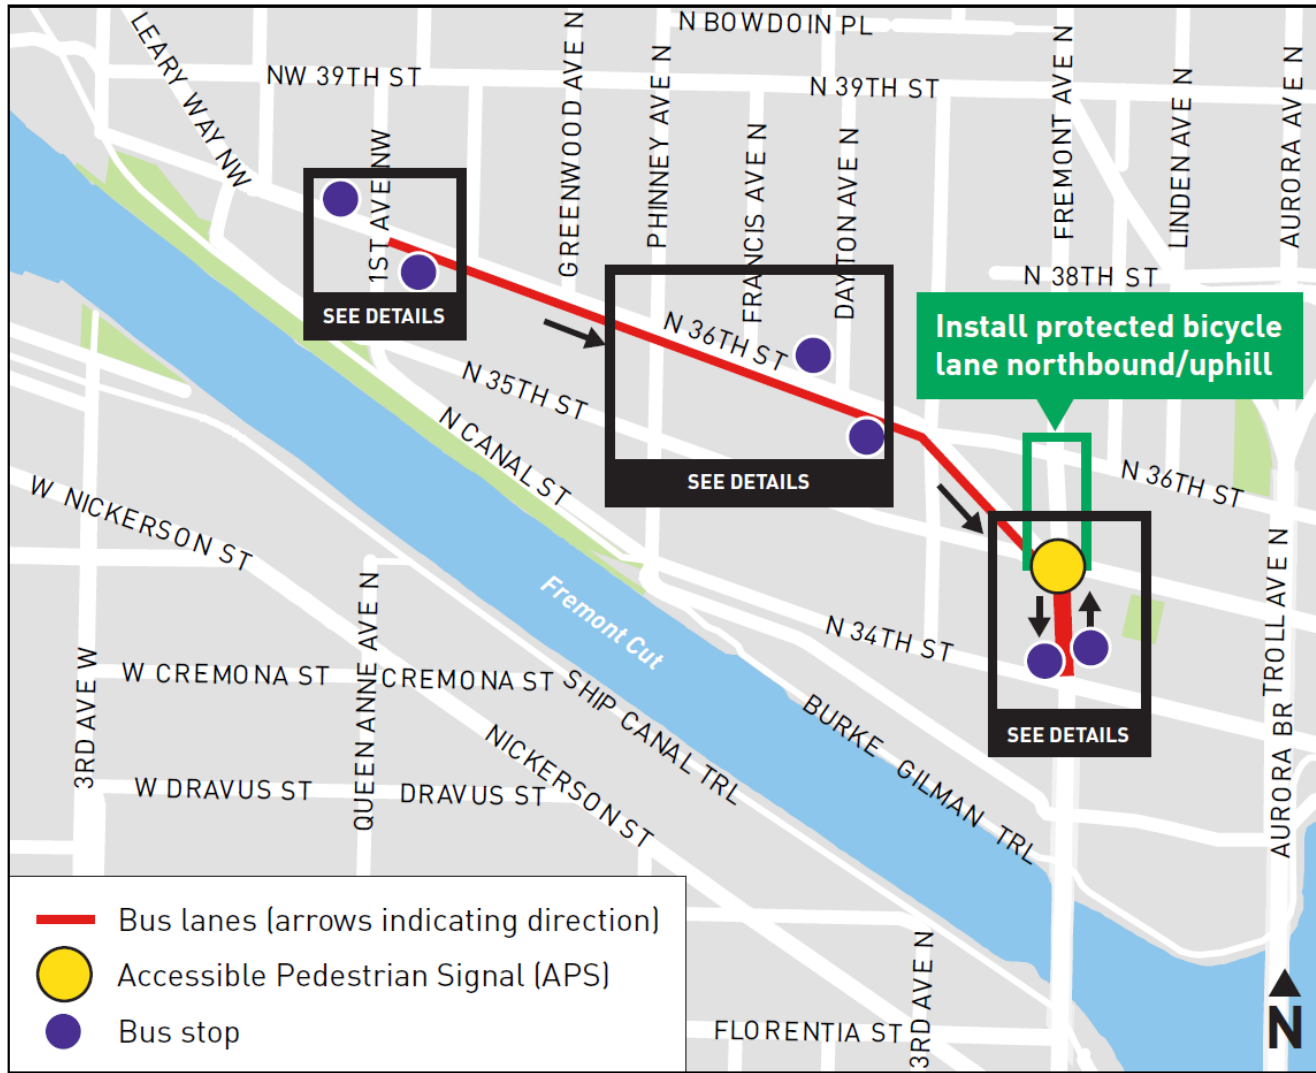 N BOWDOIN PL
LEARY WAY NW
NW 39TH ST
N 39TH ST
1ST AVE NW
GREENWOOD AVE N
PHINNEY AVE N
FRANCIS AVE N
DAYTON AVE N
FREMONT AVE N
LINDEN AVE N
AURORA AVE N
N 38TH ST
SEE DETAILS
Install protected bicycle
lane northbound/uphill
N 36TH ST
N 35TH ST
N CANAL ST
SEE DETAILS
N 36TH ST
W NICKERSON ST
Fremont Cut
N 34TH ST
TROLL AVE N
3RD AVE W
W CREMONA ST
QUEEN ANNE AVE N
CREMONA ST
SHIP CANAL TRL
BURKE GILMAN TRL
SEE DETAILS
AURORA BR
W DRAVUS ST
DRAVUS ST
NICKERSON ST
Bus lanes (arrows indicating direction)
Accessible Pedestrian Signal (APS)
Bus stop
FLORENTIA ST
3RD AVE N
N